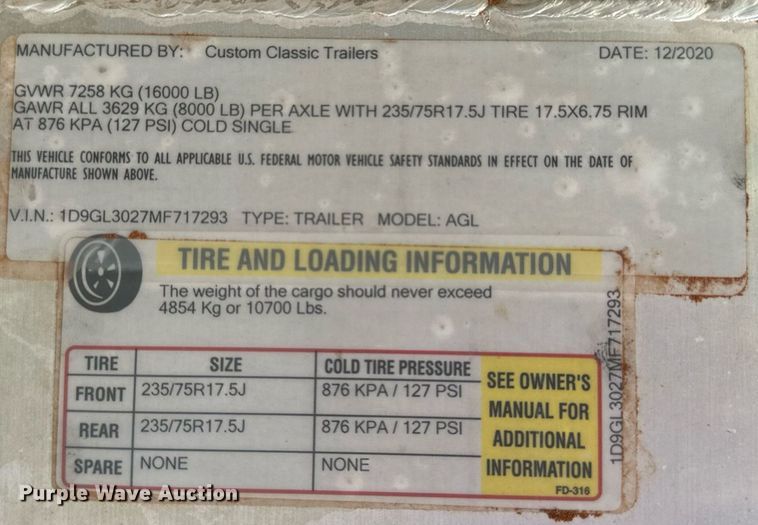 MANUFACTURED BY: Custom Classic Trailers DATE: 12/2020
GVWR 7258 KG (16000 LB)
GAWR ALL 3629 KG (8000 LB) PER AXLE WITH 235/75R17.5J TIRE 17.5X6.75 RIM
AT 876 KPA (127 PSI) COLD SINGLE
THIS VEHICLE CONFORMS TO ALL APPLICABLE U.S. FEDERAL MOTOR VEHICLE SAFETY STANDARDS IN EFFECT ON THE DATE OF
MANUFACTURE SHOWN ABOVE.
V.I.N.: 1D9GL3027MF717293 TYPE: TRAILER MODEL: AGL
TIRE AND LOADING INFORMATION
The weight of the cargo should never exceed
4854 Kg or 10700 Lbs.
TIRE SIZE COLD TIRE PRESSURE
FRONT 235/75R17.5J 876 KPA / 127 PSI
REAR 235/75R17.5J 876 KPA / 127 PSI
SPARE NONE NONE
SEE OWNER'S
MANUAL FOR
ADDITIONAL
INFORMATION
FD-316
1D9GL3027MF717293
Purple Wave Auction